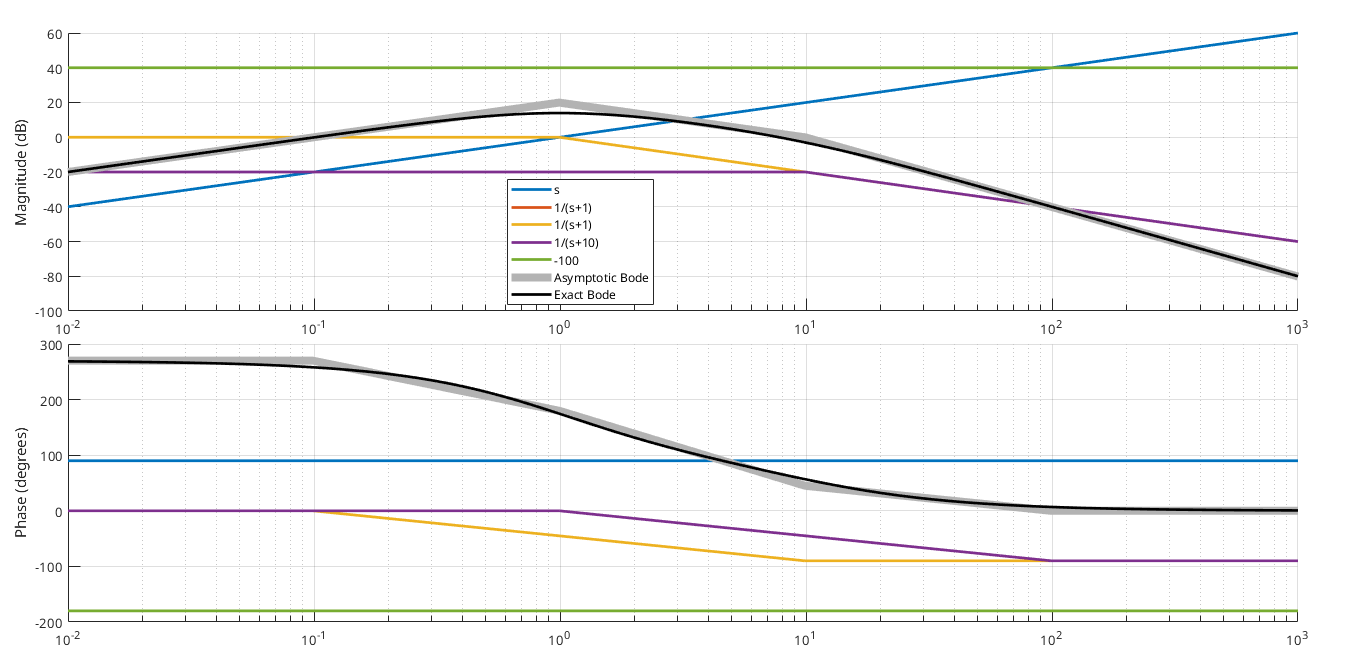 60
40
20
0
-20
-40
-60
-80
-100
Magnitude (dB)
s
1/(s+1)
1/(s+1)
1/(s+10)
-100
Asymptotic Bode
Exact Bode
10^-2 10^-1 10^0 10^1 10^2 10^3
300
200
100
0
-100
-200
Phase (degrees)
10^-2 10^-1 10^0 10^1 10^2 10^3